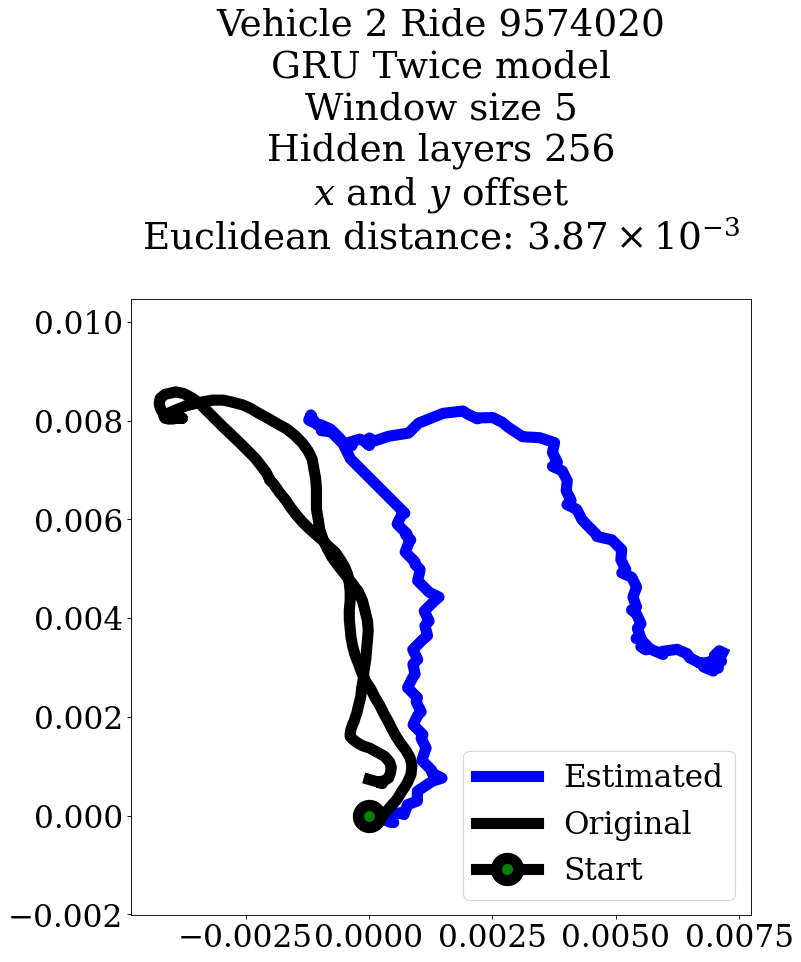 Vehicle 2 Ride 9574020
GRU Twice model
Window size 5
Hidden layers 256
x and y offset
Euclidean distance: 3.87 × 10⁻³
0.010
0.008
0.006
0.004
0.002
0.000
−0.002
Estimated
Original
Start
−0.0025 0.0000 0.0025 0.0050 0.0075